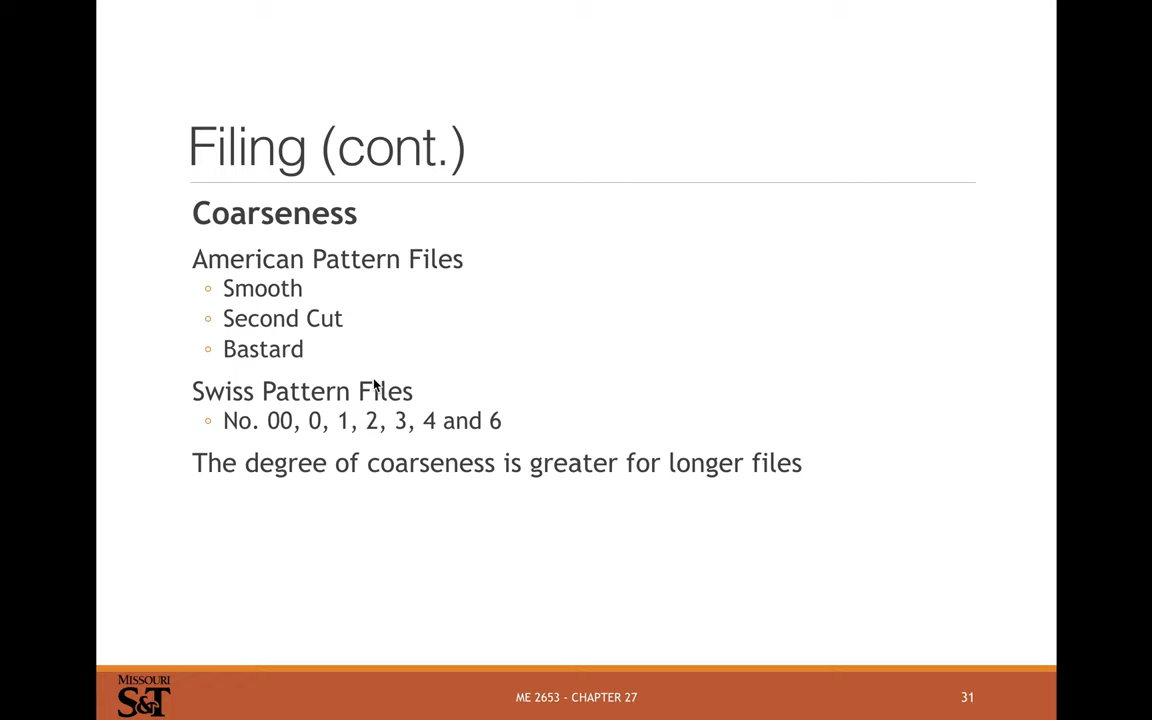 Filing (cont.)
Coarseness
American Pattern Files
◦ Smooth
◦ Second Cut
◦ Bastard
Swiss Pattern Files
◦ No. 00, 0, 1, 2, 3, 4 and 6
The degree of coarseness is greater for longer files
MISSOURI
S&T
ME 2653 - CHAPTER 27
31